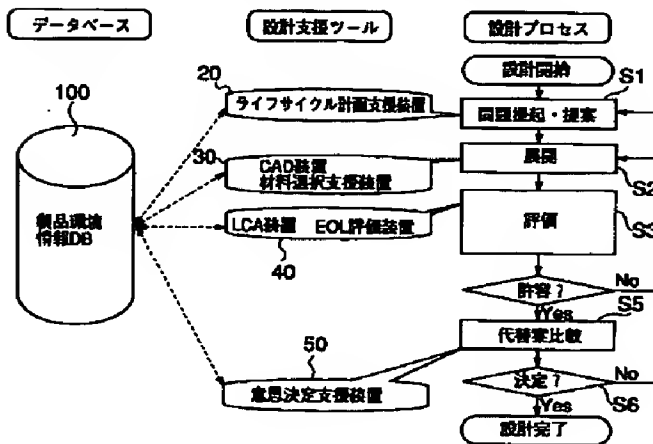 データベース
設計支援ツール
設計プロセス
設計開始
100
20
S1
ライフサイクル計画支援装置
問題提起・提案
30
CAD装置
材料選択支援装置
展開
S2
製品環境
情報DB
LCA装置 EOL評価装置
評価
S3
40
許容？
No
Yes
S5
代替案比較
50
意思決定支援装置
決定？
No
Yes
S6
設計完了